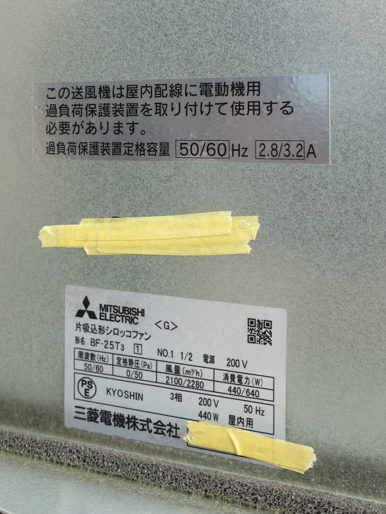 この送風機は屋内配線に電動機用
過負荷保護装置を取り付けて使用する
必要があります。
過負荷保護装置定格容量 50/60 Hz 2.8/3.2 A
MITSUBISHI
ELECTRIC
<G>
片吸込形シロッコファン
形名 BF-25T3 1 NO.1 1/2 電源 200V
周波数(Hz) 定格静圧(Pa) 風量(m³/h) 消費電力(W)
50/60 0/50 2100/2280 440/640
PSE KYOSHIN 3相 200V 50Hz
440W 屋内用
三菱電機株式会社